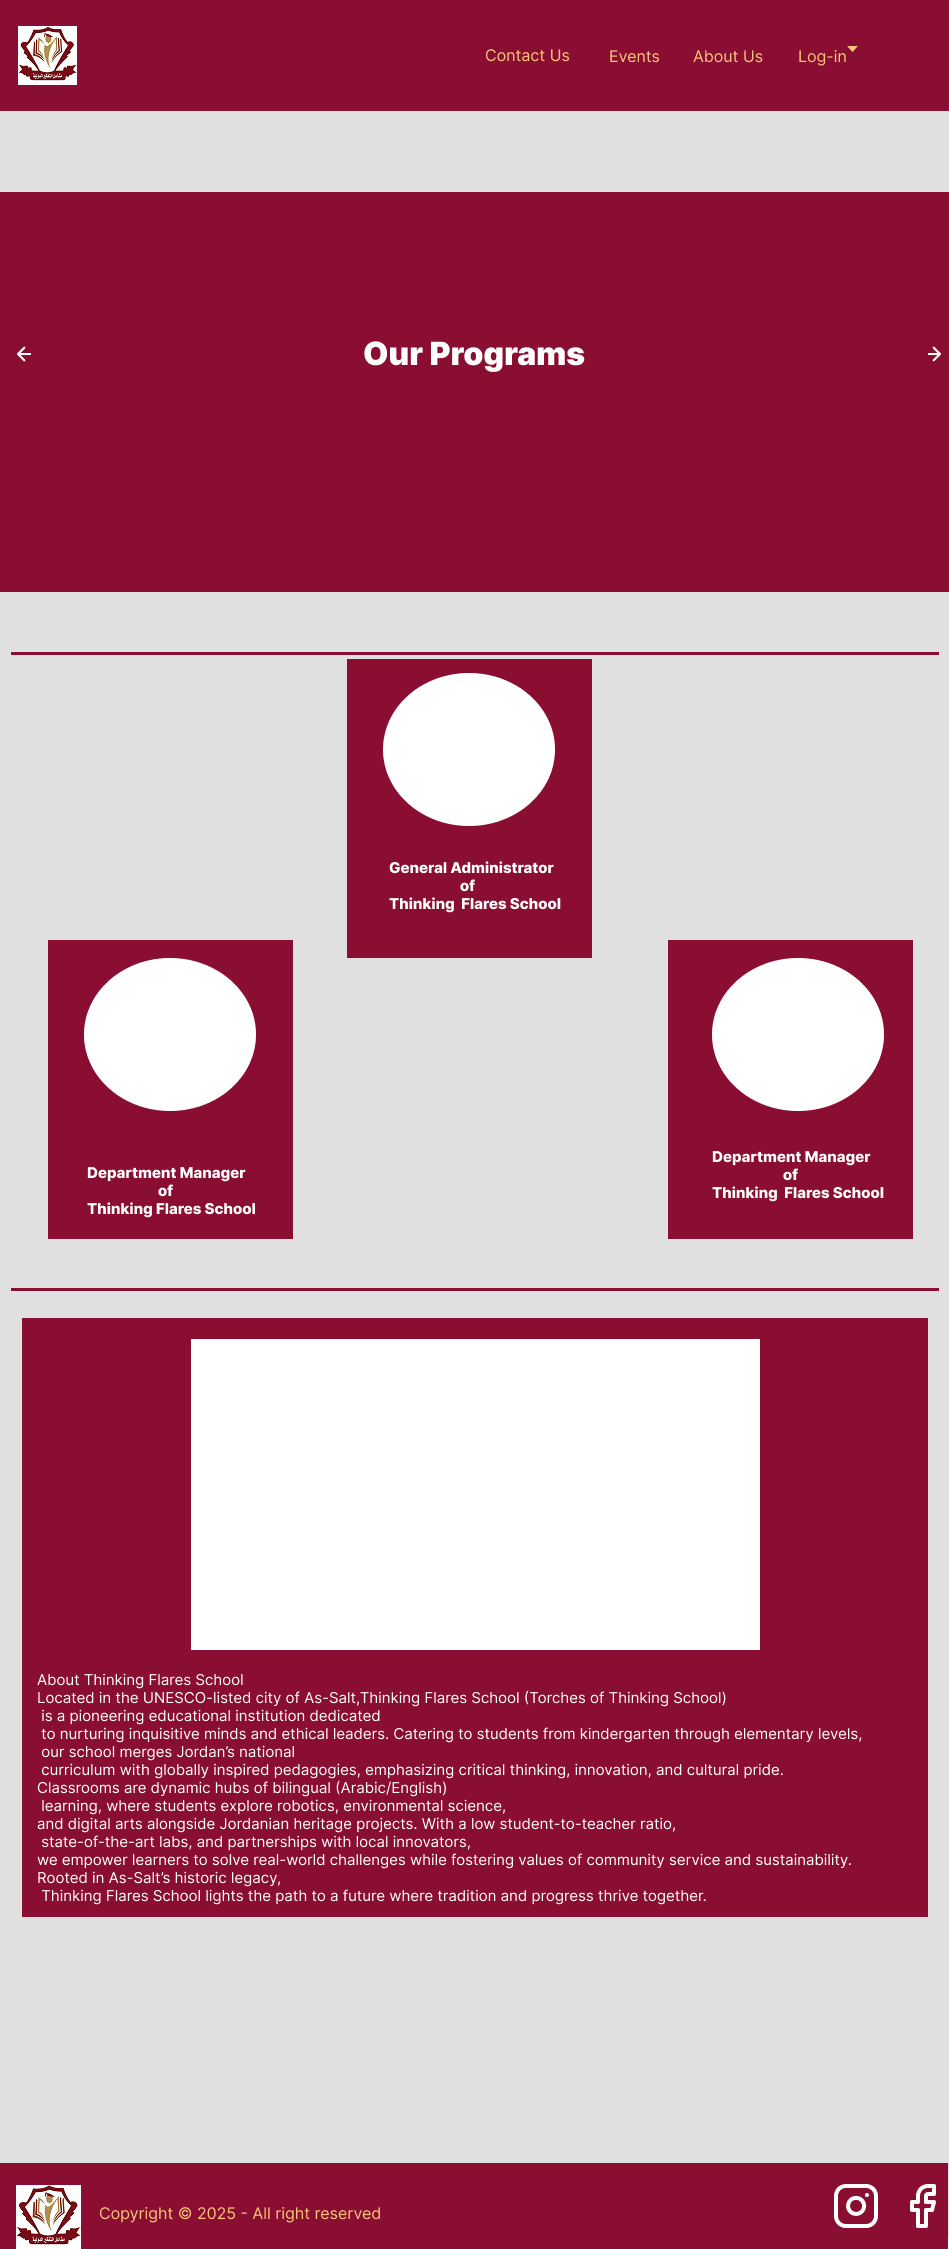 Contact Us
Events
About Us
Log-in
Our Programs
General Administrator
of
Thinking  Flares School
Department Manager
of
Thinking Flares School
Department Manager
of
Thinking  Flares School
About Thinking Flares School
Located in the UNESCO-listed city of As-Salt,Thinking Flares School (Torches of Thinking School)
is a pioneering educational institution dedicated
to nurturing inquisitive minds and ethical leaders. Catering to students from kindergarten through elementary levels,
our school merges Jordan’s national
curriculum with globally inspired pedagogies, emphasizing critical thinking, innovation, and cultural pride.
Classrooms are dynamic hubs of bilingual (Arabic/English)
learning, where students explore robotics, environmental science,
and digital arts alongside Jordanian heritage projects. With a low student-to-teacher ratio,
state-of-the-art labs, and partnerships with local innovators,
we empower learners to solve real-world challenges while fostering values of community service and sustainability.
Rooted in As-Salt’s historic legacy,
Thinking Flares School lights the path to a future where tradition and progress thrive together.
Copyright © 2025 - All right reserved